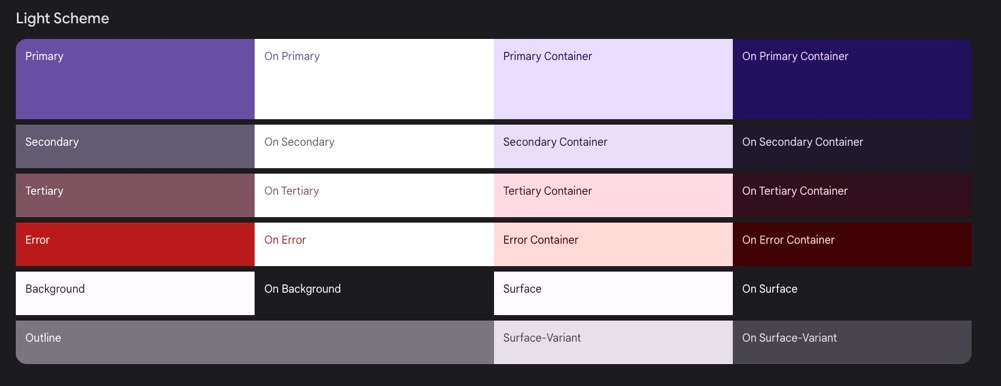 Light Scheme
Primary
On Primary
Primary Container
On Primary Container
Secondary
On Secondary
Secondary Container
On Secondary Container
Tertiary
On Tertiary
Tertiary Container
On Tertiary Container
Error
On Error
Error Container
On Error Container
Background
On Background
Surface
On Surface
Outline
Surface-Variant
On Surface-Variant